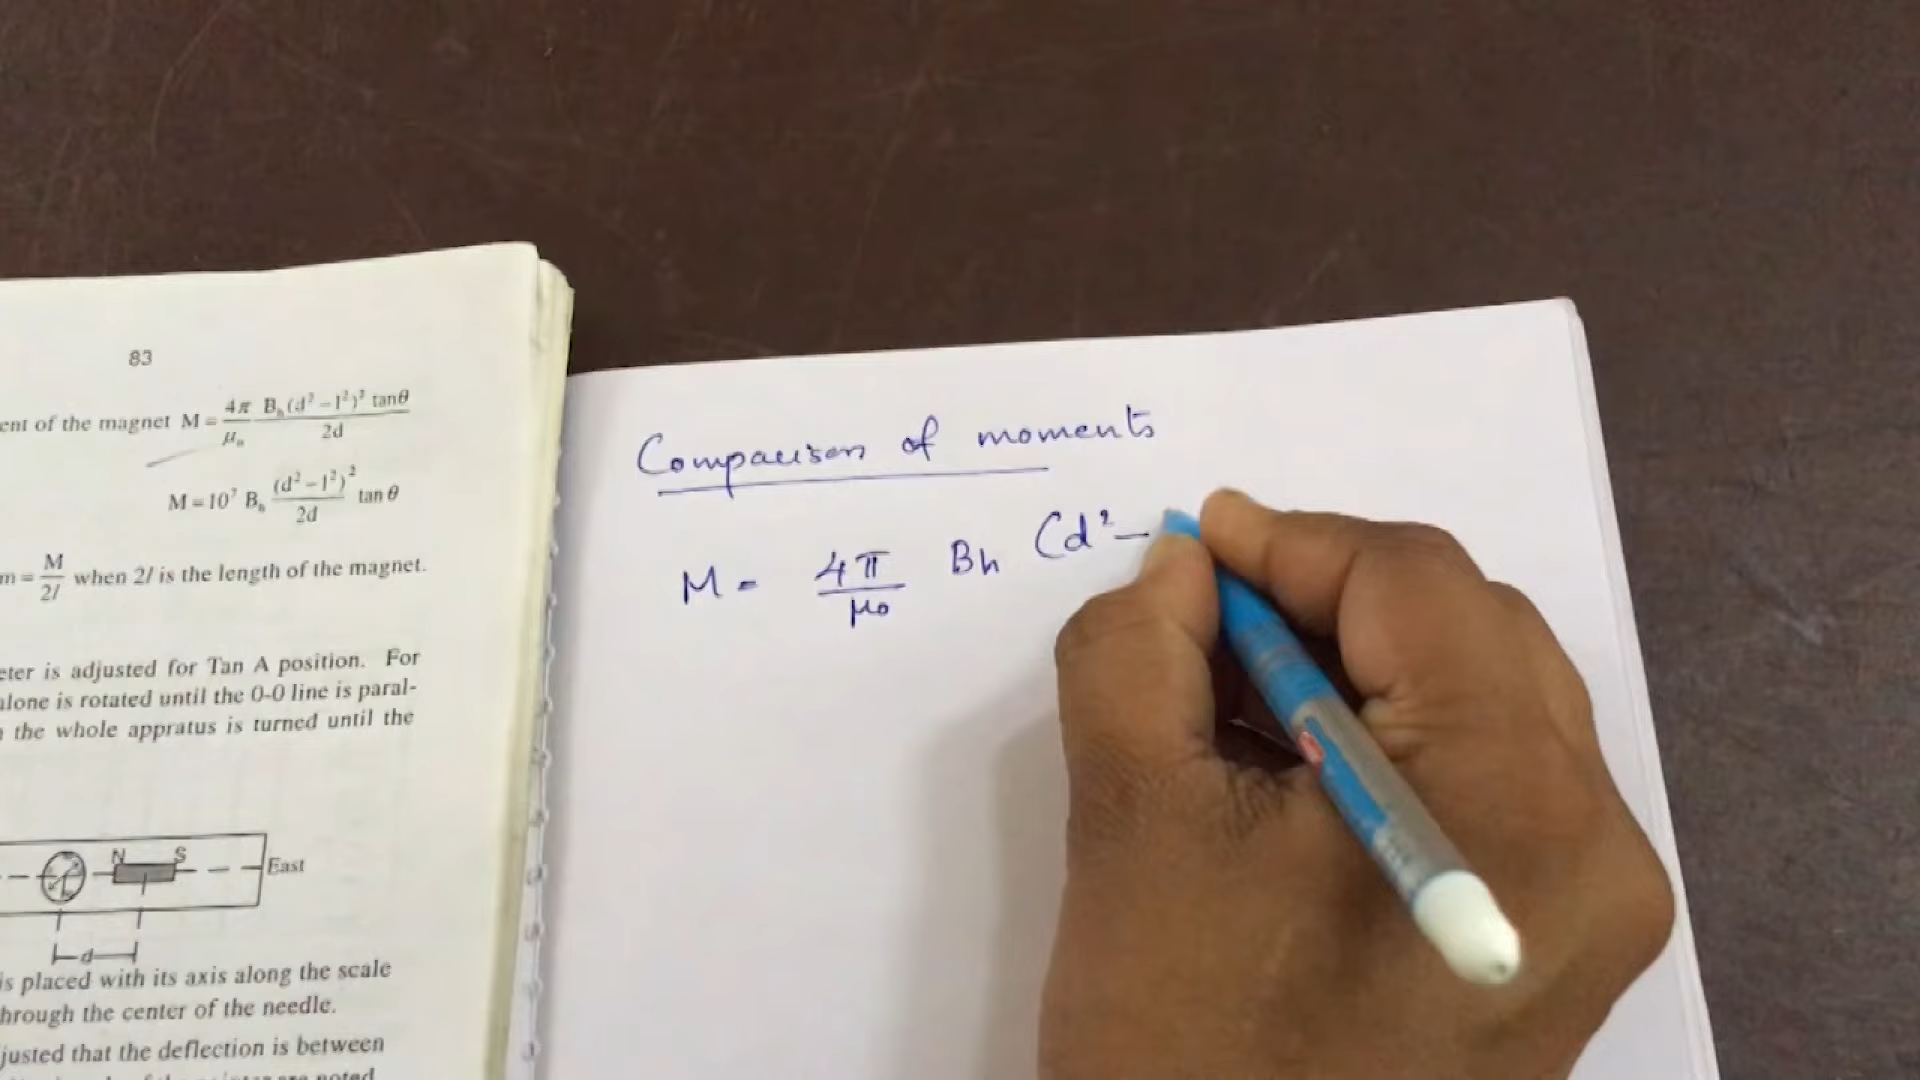 83
ent of the magnet M = 4π/μ₀ Bₕ(d² – l²)² tanθ/2d
M = 10⁷ Bₕ (d² – l²)²/2d tan θ
m = M/2l when 2l is the length of the magnet.
eter is adjusted for Tan A position. For
alone is rotated until the 0-0 line is paral-
the whole appratus is turned until the
N S
East
d
is placed with its axis along the scale
hrough the center of the needle.
justed that the deflection is between
Comparison of moments
M = 4π/μ₀ Bh (d² –